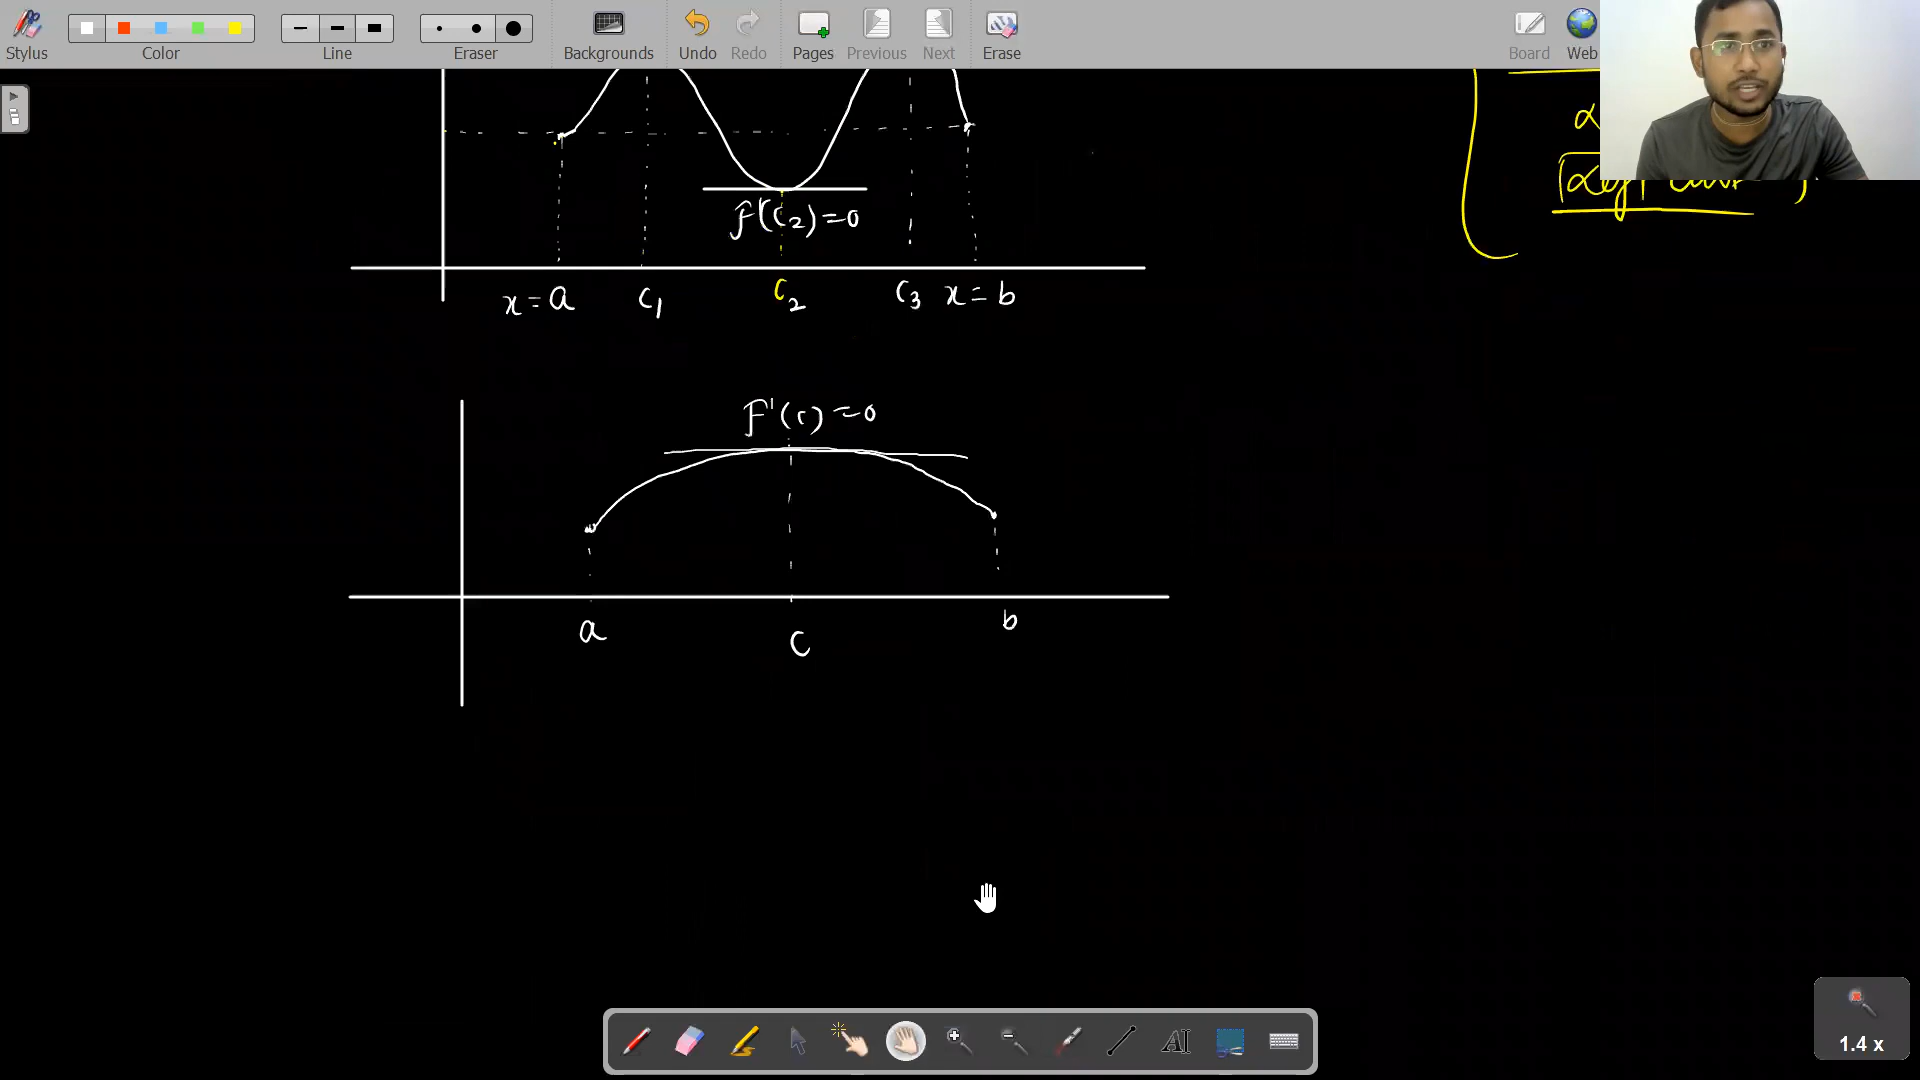 Stylus Color Line Eraser Backgrounds Undo Redo Pages Previous Next Erase Board Web
α
f'(c₂)=0
x=a c₁ c₂ c₃ x=b
F'(c)=0
a c b
1.4 x